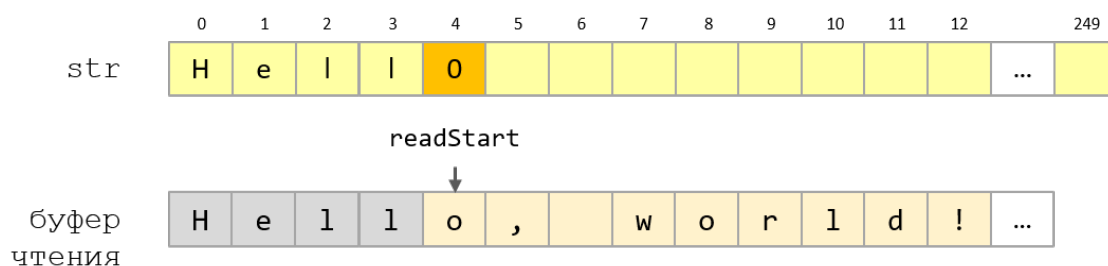 0 1 2 3 4 5 6 7 8 9 10 11 12 249
str H e l l 0 ...
readStart
буфер чтения H e l l o , w o r l d ! ...